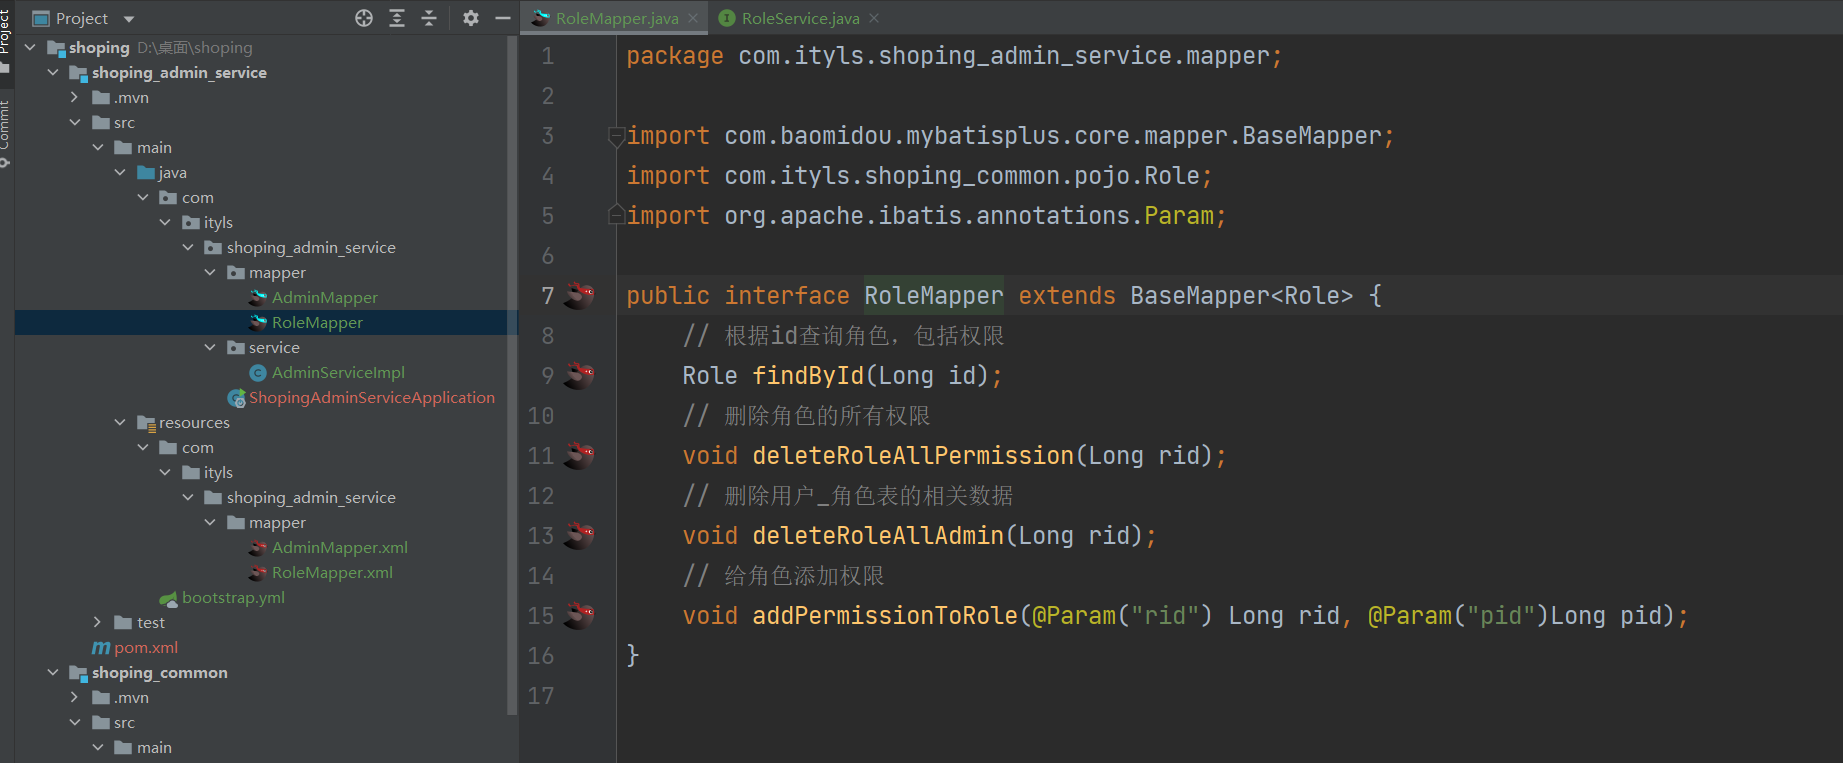 Project
RoleMapper.java
RoleService.java
Project
Commit
shoping D:\桌面\shoping
shoping_admin_service
.mvn
src
main
java
com
ityls
shoping_admin_service
mapper
AdminMapper
RoleMapper
service
AdminServiceImpl
ShopingAdminServiceApplication
resources
com
ityls
shoping_admin_service
mapper
AdminMapper.xml
RoleMapper.xml
bootstrap.yml
test
pom.xml
shoping_common
.mvn
src
main
1 package com.ityls.shoping_admin_service.mapper;
2
3 import com.baomidou.mybatisplus.core.mapper.BaseMapper;
4 import com.ityls.shoping_common.pojo.Role;
5 import org.apache.ibatis.annotations.Param;
6
7 public interface RoleMapper extends BaseMapper<Role> {
8 // 根据id查询角色，包括权限
9 Role findById(Long id);
10 // 删除角色的所有权限
11 void deleteRoleAllPermission(Long rid);
12 // 删除用户_角色表的相关数据
13 void deleteRoleAllAdmin(Long rid);
14 // 给角色添加权限
15 void addPermissionToRole(@Param("rid") Long rid, @Param("pid")Long pid);
16 }
17